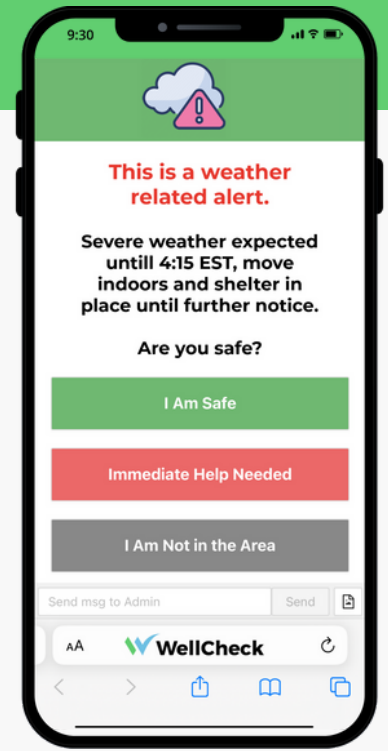 9:30
This is a weather
related alert.
Severe weather expected
untill 4:15 EST, move
indoors and shelter in
place until further notice.
Are you safe?
I Am Safe
Immediate Help Needed
I Am Not in the Area
Send msg to Admin Send
AA WellCheck